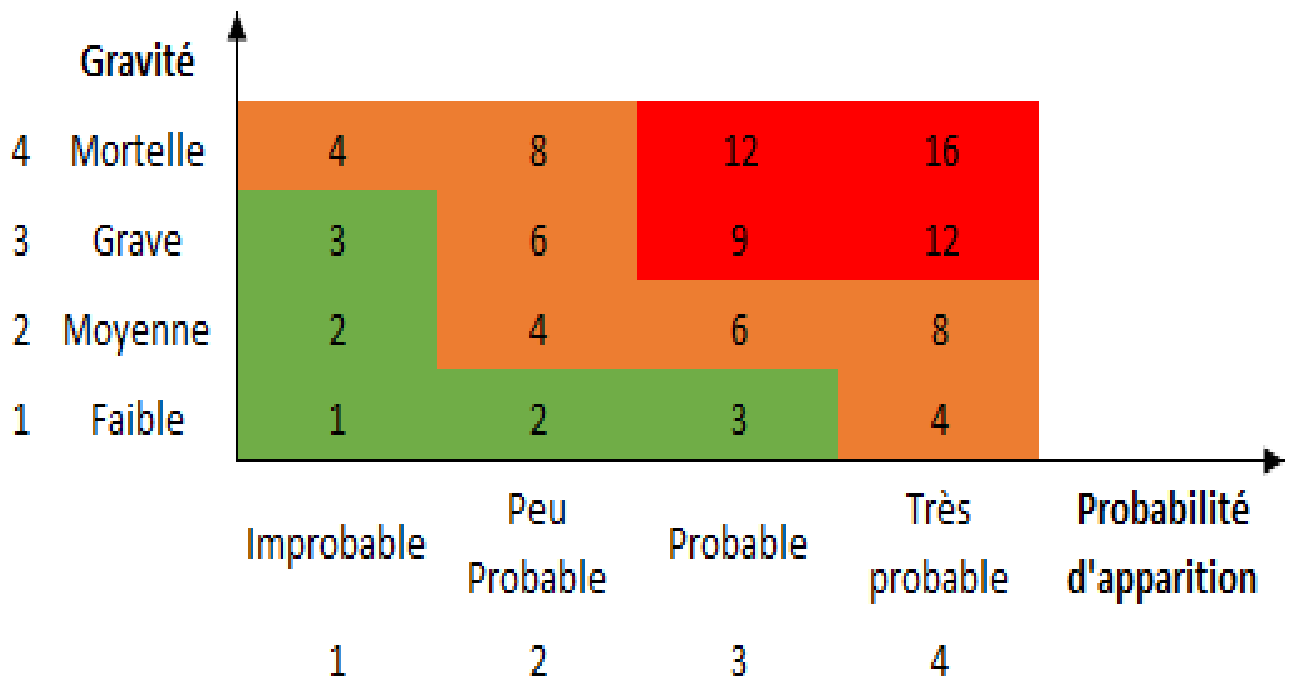 Gravité
4 Mortelle 4 8 12 16
3 Grave 3 6 9 12
2 Moyenne 2 4 6 8
1 Faible 1 2 3 4
Improbable Peu Probable Probable Très probable Probabilité d'apparition
1 2 3 4